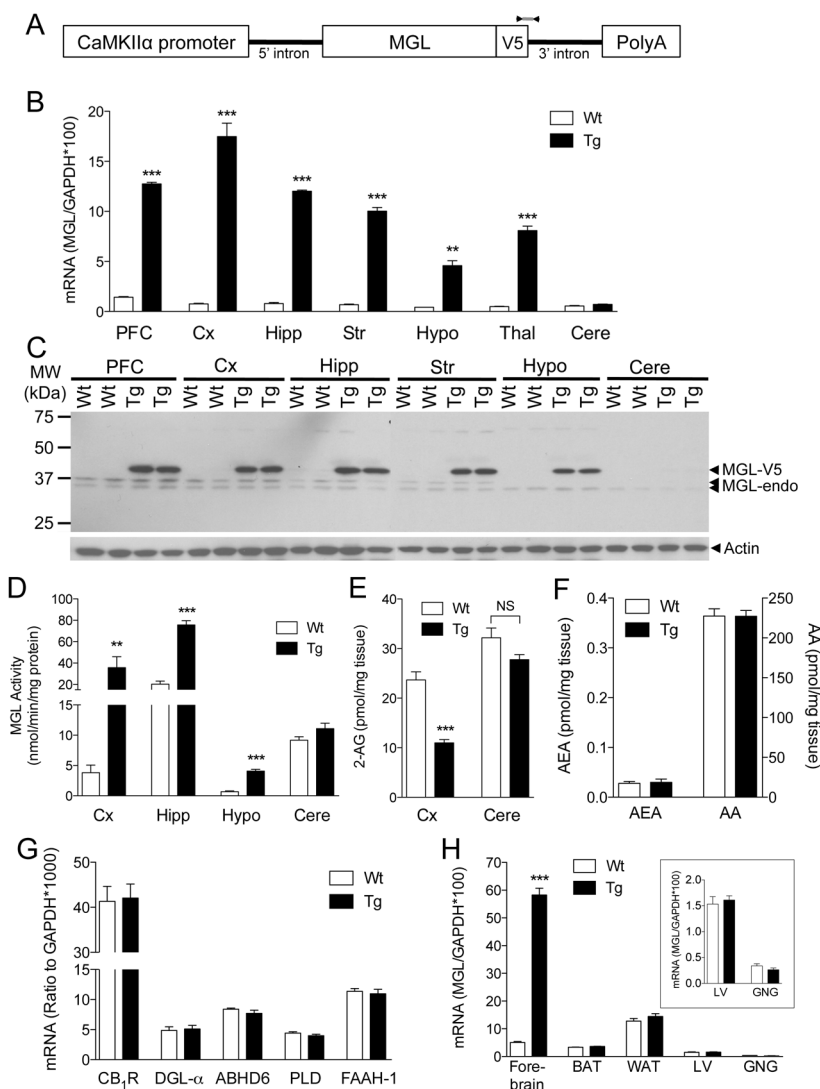 A
CaMKIIα promoter
5' intron
MGL
V5
3' intron
PolyA
B
mRNA (MGL/GAPDH*100)
20
15
10
5
0
Wt
Tg
***
***
***
***
**
***
PFC Cx Hipp Str Hypo Thal Cere
C
MW
(kDa)
PFC Cx Hipp Str Hypo Cere
Wt Wt Tg Tg Wt Wt Tg Tg Wt Wt Tg Tg Wt Wt Tg Tg Wt Wt Tg Tg Wt Wt Tg Tg
75
50
37
25
MGL-V5
MGL-endo
Actin
D
MGL Activity
(nmol/min/mg protein)
100
80
60
40
20
15
10
5
0
Wt
Tg
**
***
***
Cx Hipp Hypo Cere
E
2-AG (pmol/mg tissue)
40
30
20
10
0
Wt
Tg
NS
***
Cx Cere
F
AEA (pmol/mg tissue)
0.4
0.3
0.2
0.1
0.0
Wt
Tg
250
200
150
100
50
0
AA (pmol/mg tissue)
AEA AA
G
mRNA (Ratio to GAPDH*1000)
50
40
15
10
5
0
Wt
Tg
CB₁R DGL-α ABHD6 PLD FAAH-1
H
mRNA (MGL/GAPDH*100)
70
60
50
40
30
20
10
0
***
Wt
Tg
Fore-
brain
BAT WAT LV GNG
mRNA (MGL/GAPDH*100)
2.0
1.5
1.0
0.5
0.0
LV GNG